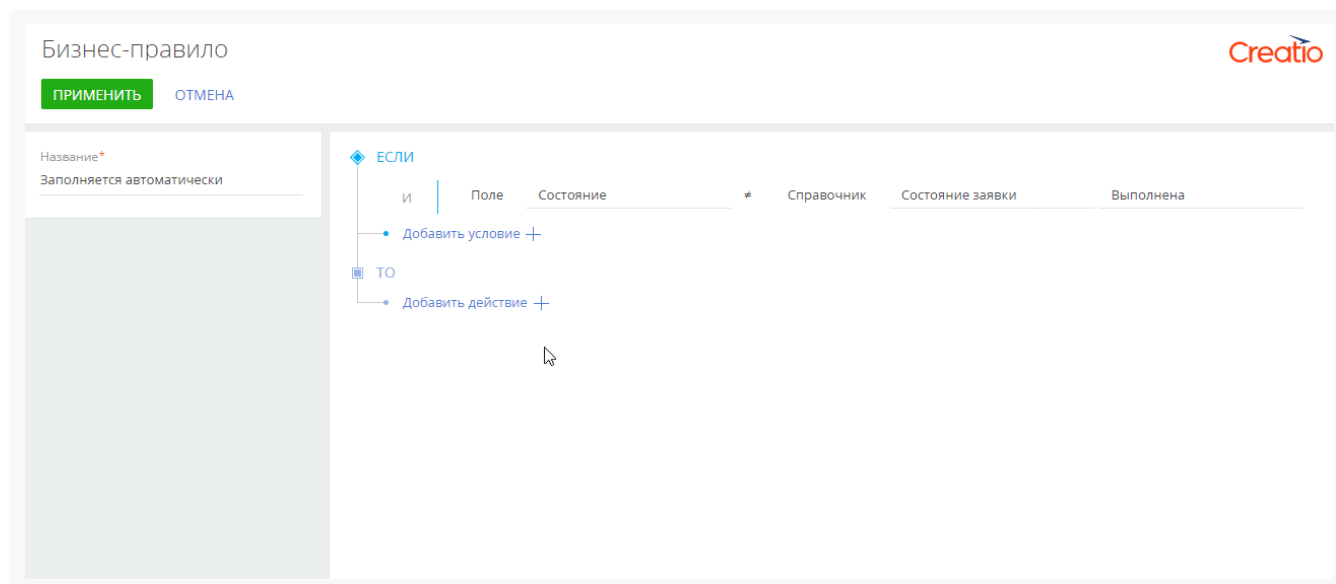 Бизнес-правило
Creatio
ПРИМЕНИТЬ ОТМЕНА
Название*
Заполняется автоматически
ЕСЛИ
И Поле Состояние ≠ Справочник Состояние заявки Выполнена
Добавить условие +
ТО
Добавить действие +